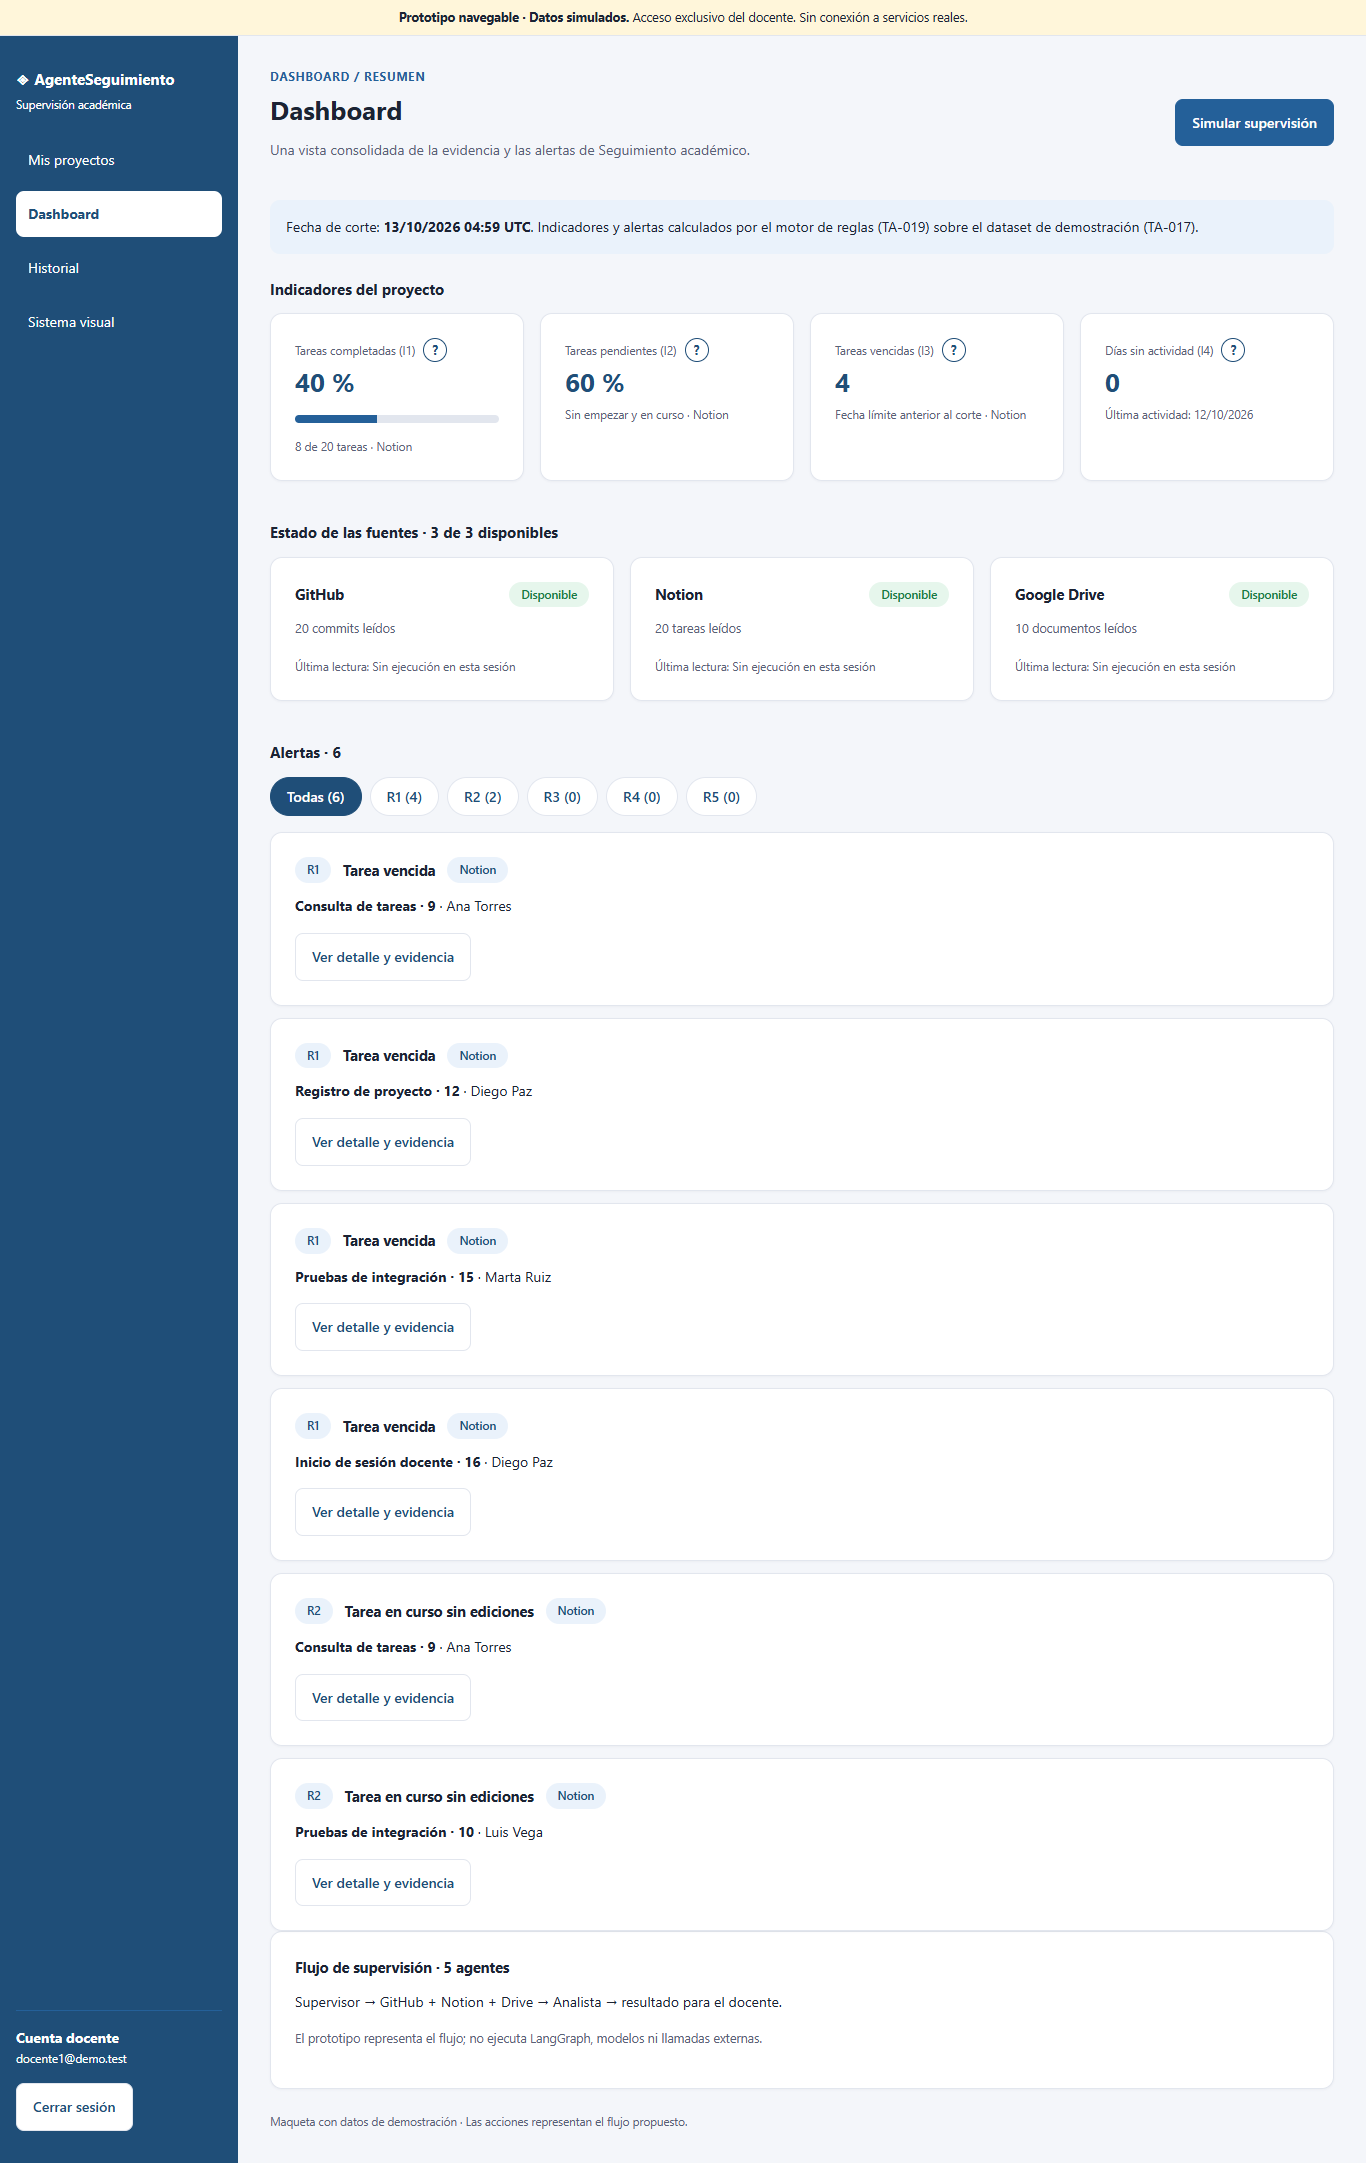 Prototipo navegable · Datos simulados. Acceso exclusivo del docente. Sin conexión a servicios reales.
◈ AgenteSeguimiento
Supervisión académica
Mis proyectos
Dashboard
Historial
Sistema visual
DASHBOARD / RESUMEN
Dashboard
Una vista consolidada de la evidencia y las alertas de Seguimiento académico.
Simular supervisión
Fecha de corte: 13/10/2026 04:59 UTC. Indicadores y alertas calculados por el motor de reglas (TA-019) sobre el dataset de demostración (TA-017).
Indicadores del proyecto
Tareas completadas (I1) ?
40 %
8 de 20 tareas · Notion
Tareas pendientes (I2) ?
60 %
Sin empezar y en curso · Notion
Tareas vencidas (I3) ?
4
Fecha límite anterior al corte · Notion
Días sin actividad (I4) ?
0
Última actividad: 12/10/2026
Estado de las fuentes · 3 de 3 disponibles
GitHub Disponible
20 commits leídos
Última lectura: Sin ejecución en esta sesión
Notion Disponible
20 tareas leídos
Última lectura: Sin ejecución en esta sesión
Google Drive Disponible
10 documentos leídos
Última lectura: Sin ejecución en esta sesión
Alertas · 6
Todas (6) R1 (4) R2 (2) R3 (0) R4 (0) R5 (0)
R1 Tarea vencida Notion
Consulta de tareas · 9 · Ana Torres
Ver detalle y evidencia
R1 Tarea vencida Notion
Registro de proyecto · 12 · Diego Paz
Ver detalle y evidencia
R1 Tarea vencida Notion
Pruebas de integración · 15 · Marta Ruiz
Ver detalle y evidencia
R1 Tarea vencida Notion
Inicio de sesión docente · 16 · Diego Paz
Ver detalle y evidencia
R2 Tarea en curso sin ediciones Notion
Consulta de tareas · 9 · Ana Torres
Ver detalle y evidencia
R2 Tarea en curso sin ediciones Notion
Pruebas de integración · 10 · Luis Vega
Ver detalle y evidencia
Flujo de supervisión · 5 agentes
Supervisor → GitHub + Notion + Drive → Analista → resultado para el docente.
El prototipo representa el flujo; no ejecuta LangGraph, modelos ni llamadas externas.
Cuenta docente
docente1@demo.test
Cerrar sesión
Maqueta con datos de demostración · Las acciones representan el flujo propuesto.